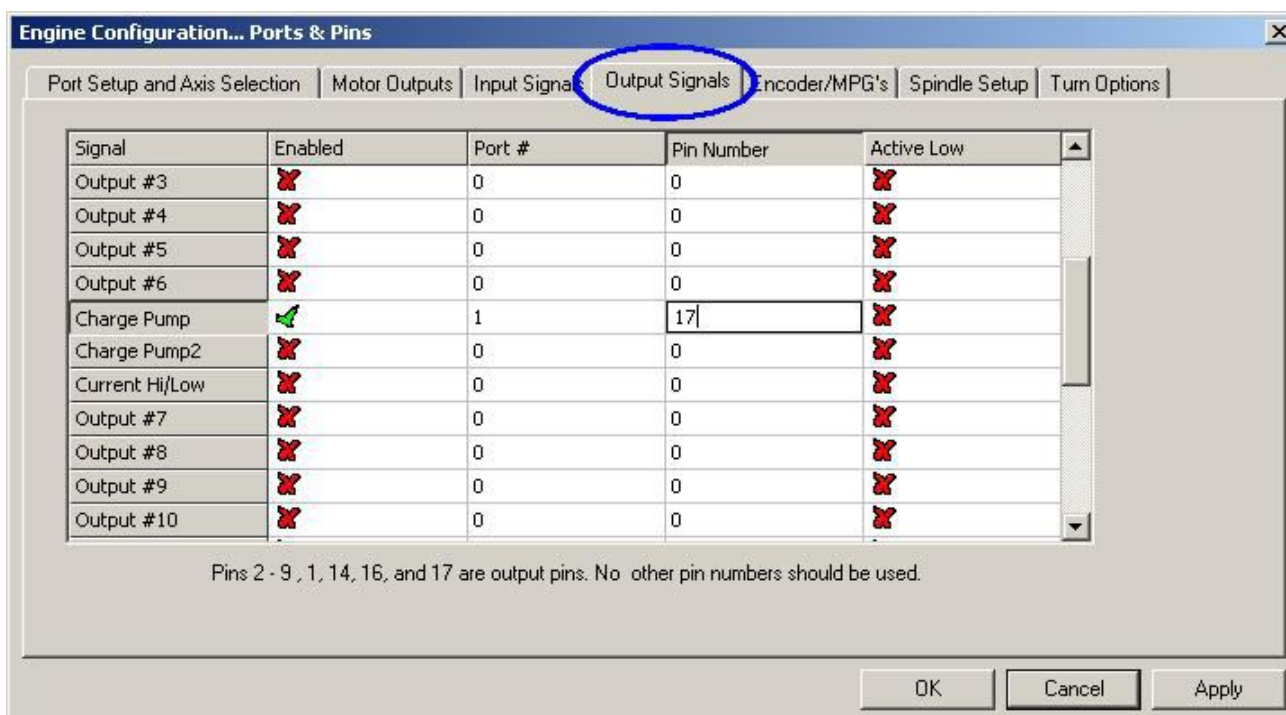 Engine Configuration... Ports & Pins
Port Setup and Axis Selection Motor Outputs Input Signals Output Signals Encoder/MPG's Spindle Setup Turn Options
Signal Enabled Port # Pin Number Active Low
Output #3 0 0
Output #4 0 0
Output #5 0 0
Output #6 0 0
Charge Pump 1 17
Charge Pump2 0 0
Current Hi/Low 0 0
Output #7 0 0
Output #8 0 0
Output #9 0 0
Output #10 0 0
Pins 2 - 9 , 1, 14, 16, and 17 are output pins. No other pin numbers should be used.
OK Cancel Apply